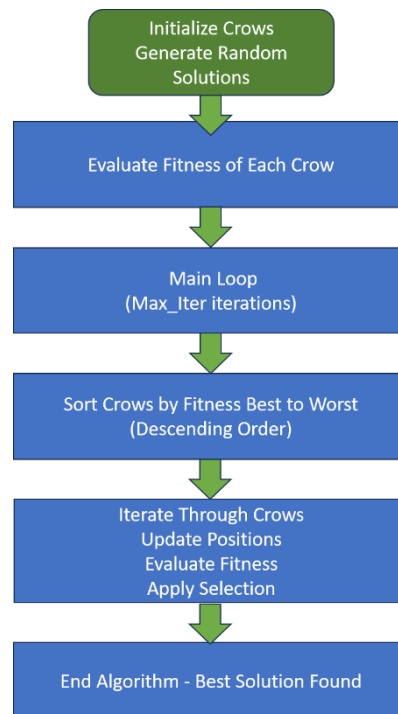 Initialize Crows
Generate Random
Solutions
Evaluate Fitness of Each Crow
Main Loop
(Max_Iter iterations)
Sort Crows by Fitness Best to Worst
(Descending Order)
Iterate Through Crows
Update Positions
Evaluate Fitness
Apply Selection
End Algorithm - Best Solution Found